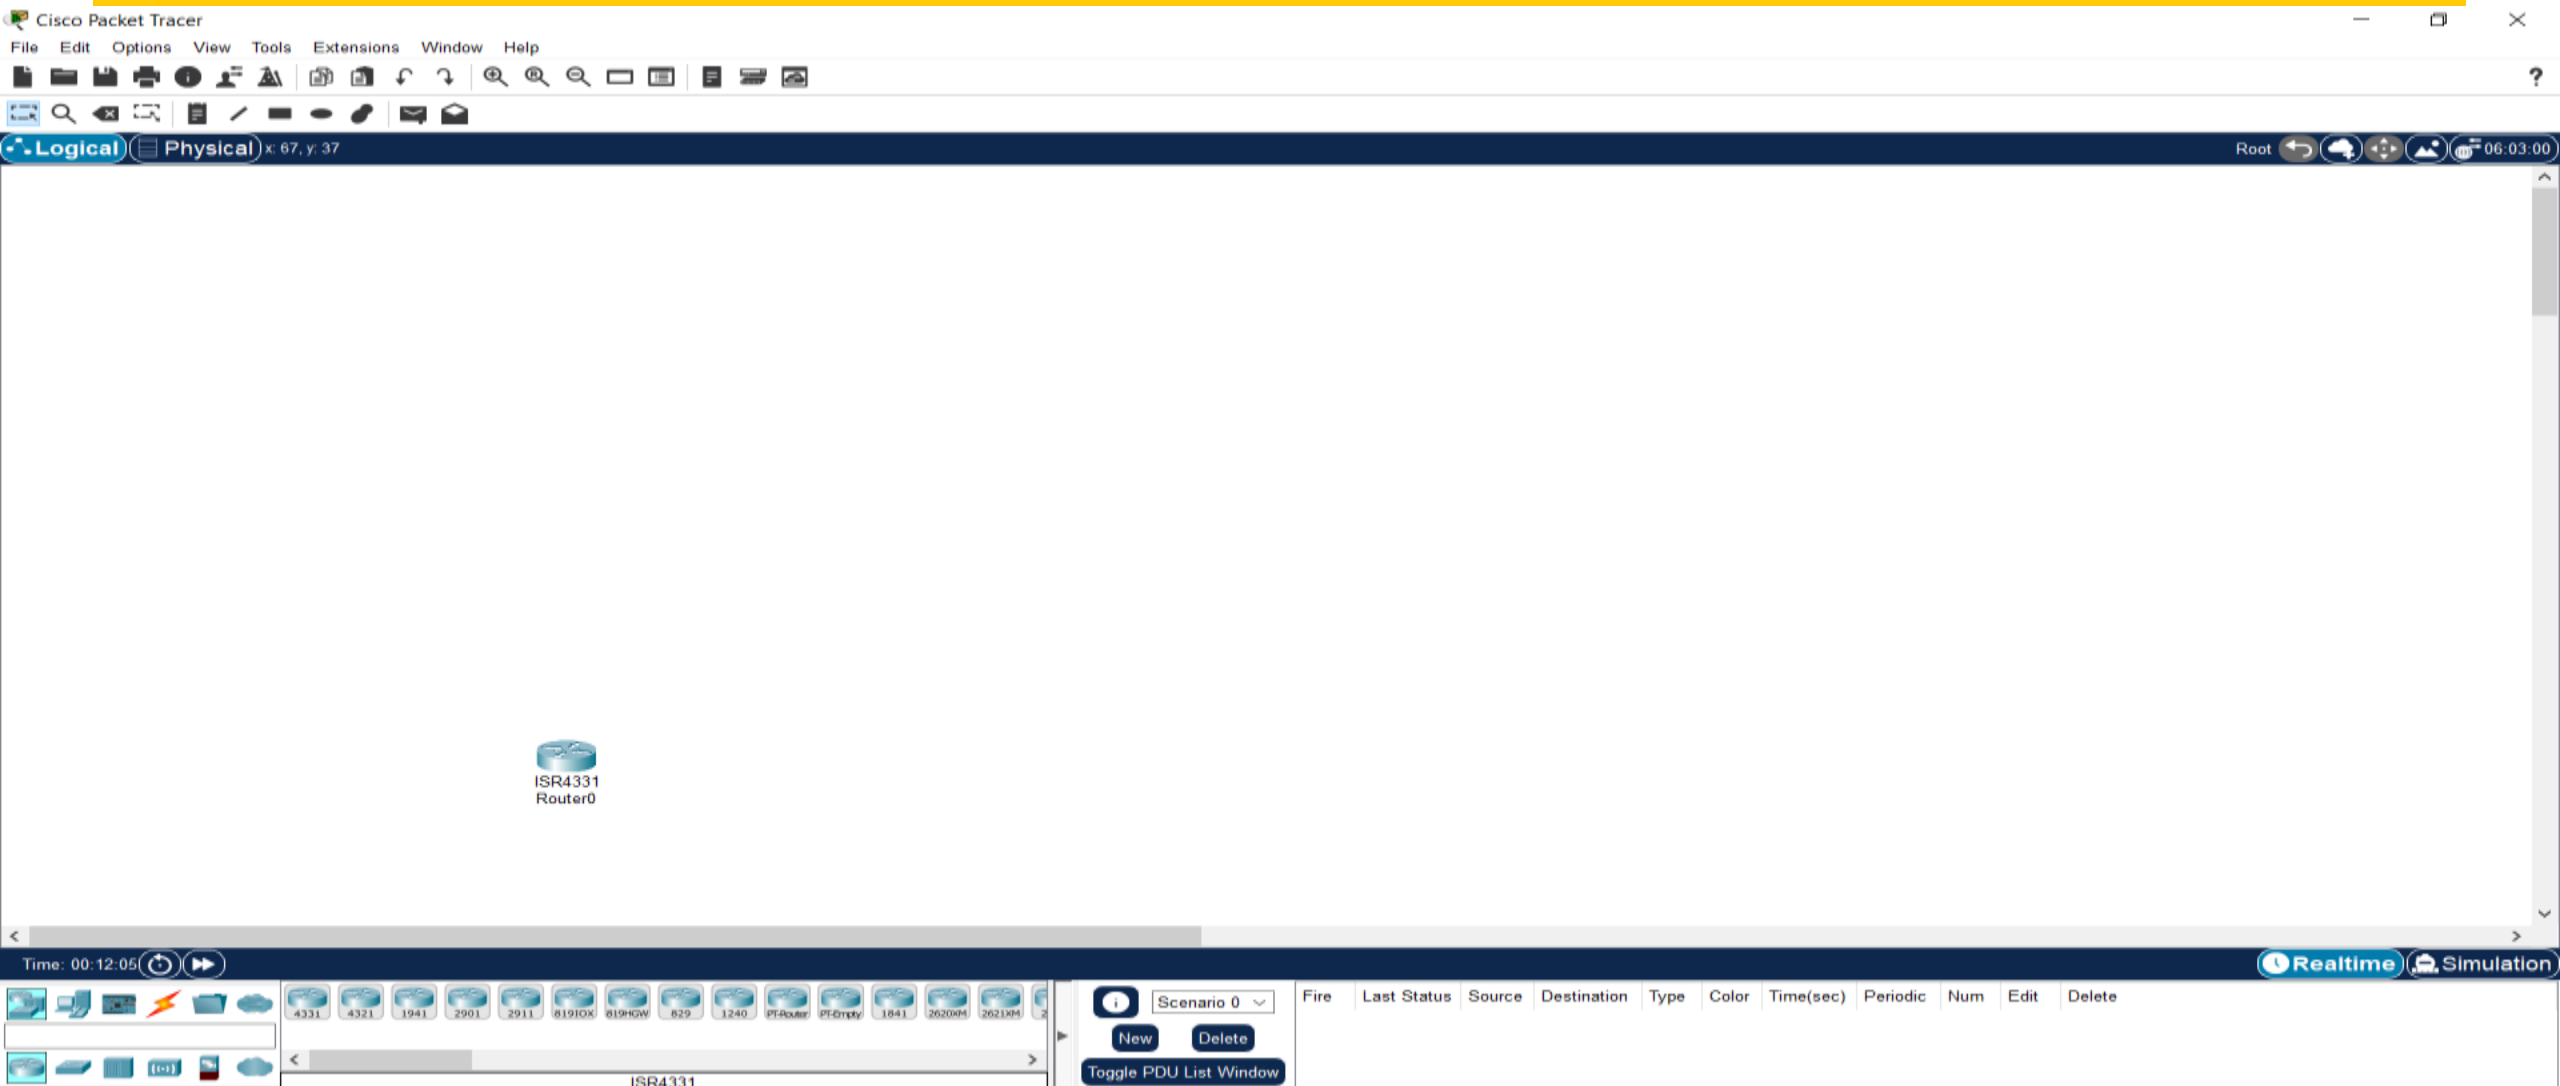 Cisco Packet Tracer
File Edit Options View Tools Extensions Window Help
?
Logical Physical x: 67, y: 37 Root 06:03:00
ISR4331
Router0
Time: 00:12:05 Realtime Simulation
4331 4321 1941 2901 2911 819IOX 819HGW 829 1240 PT-Router PT-Empty 1841 2620XM 2621XM
Scenario 0 Fire Last Status Source Destination Type Color Time(sec) Periodic Num Edit Delete
New Delete
Toggle PDU List Window
ISR4331